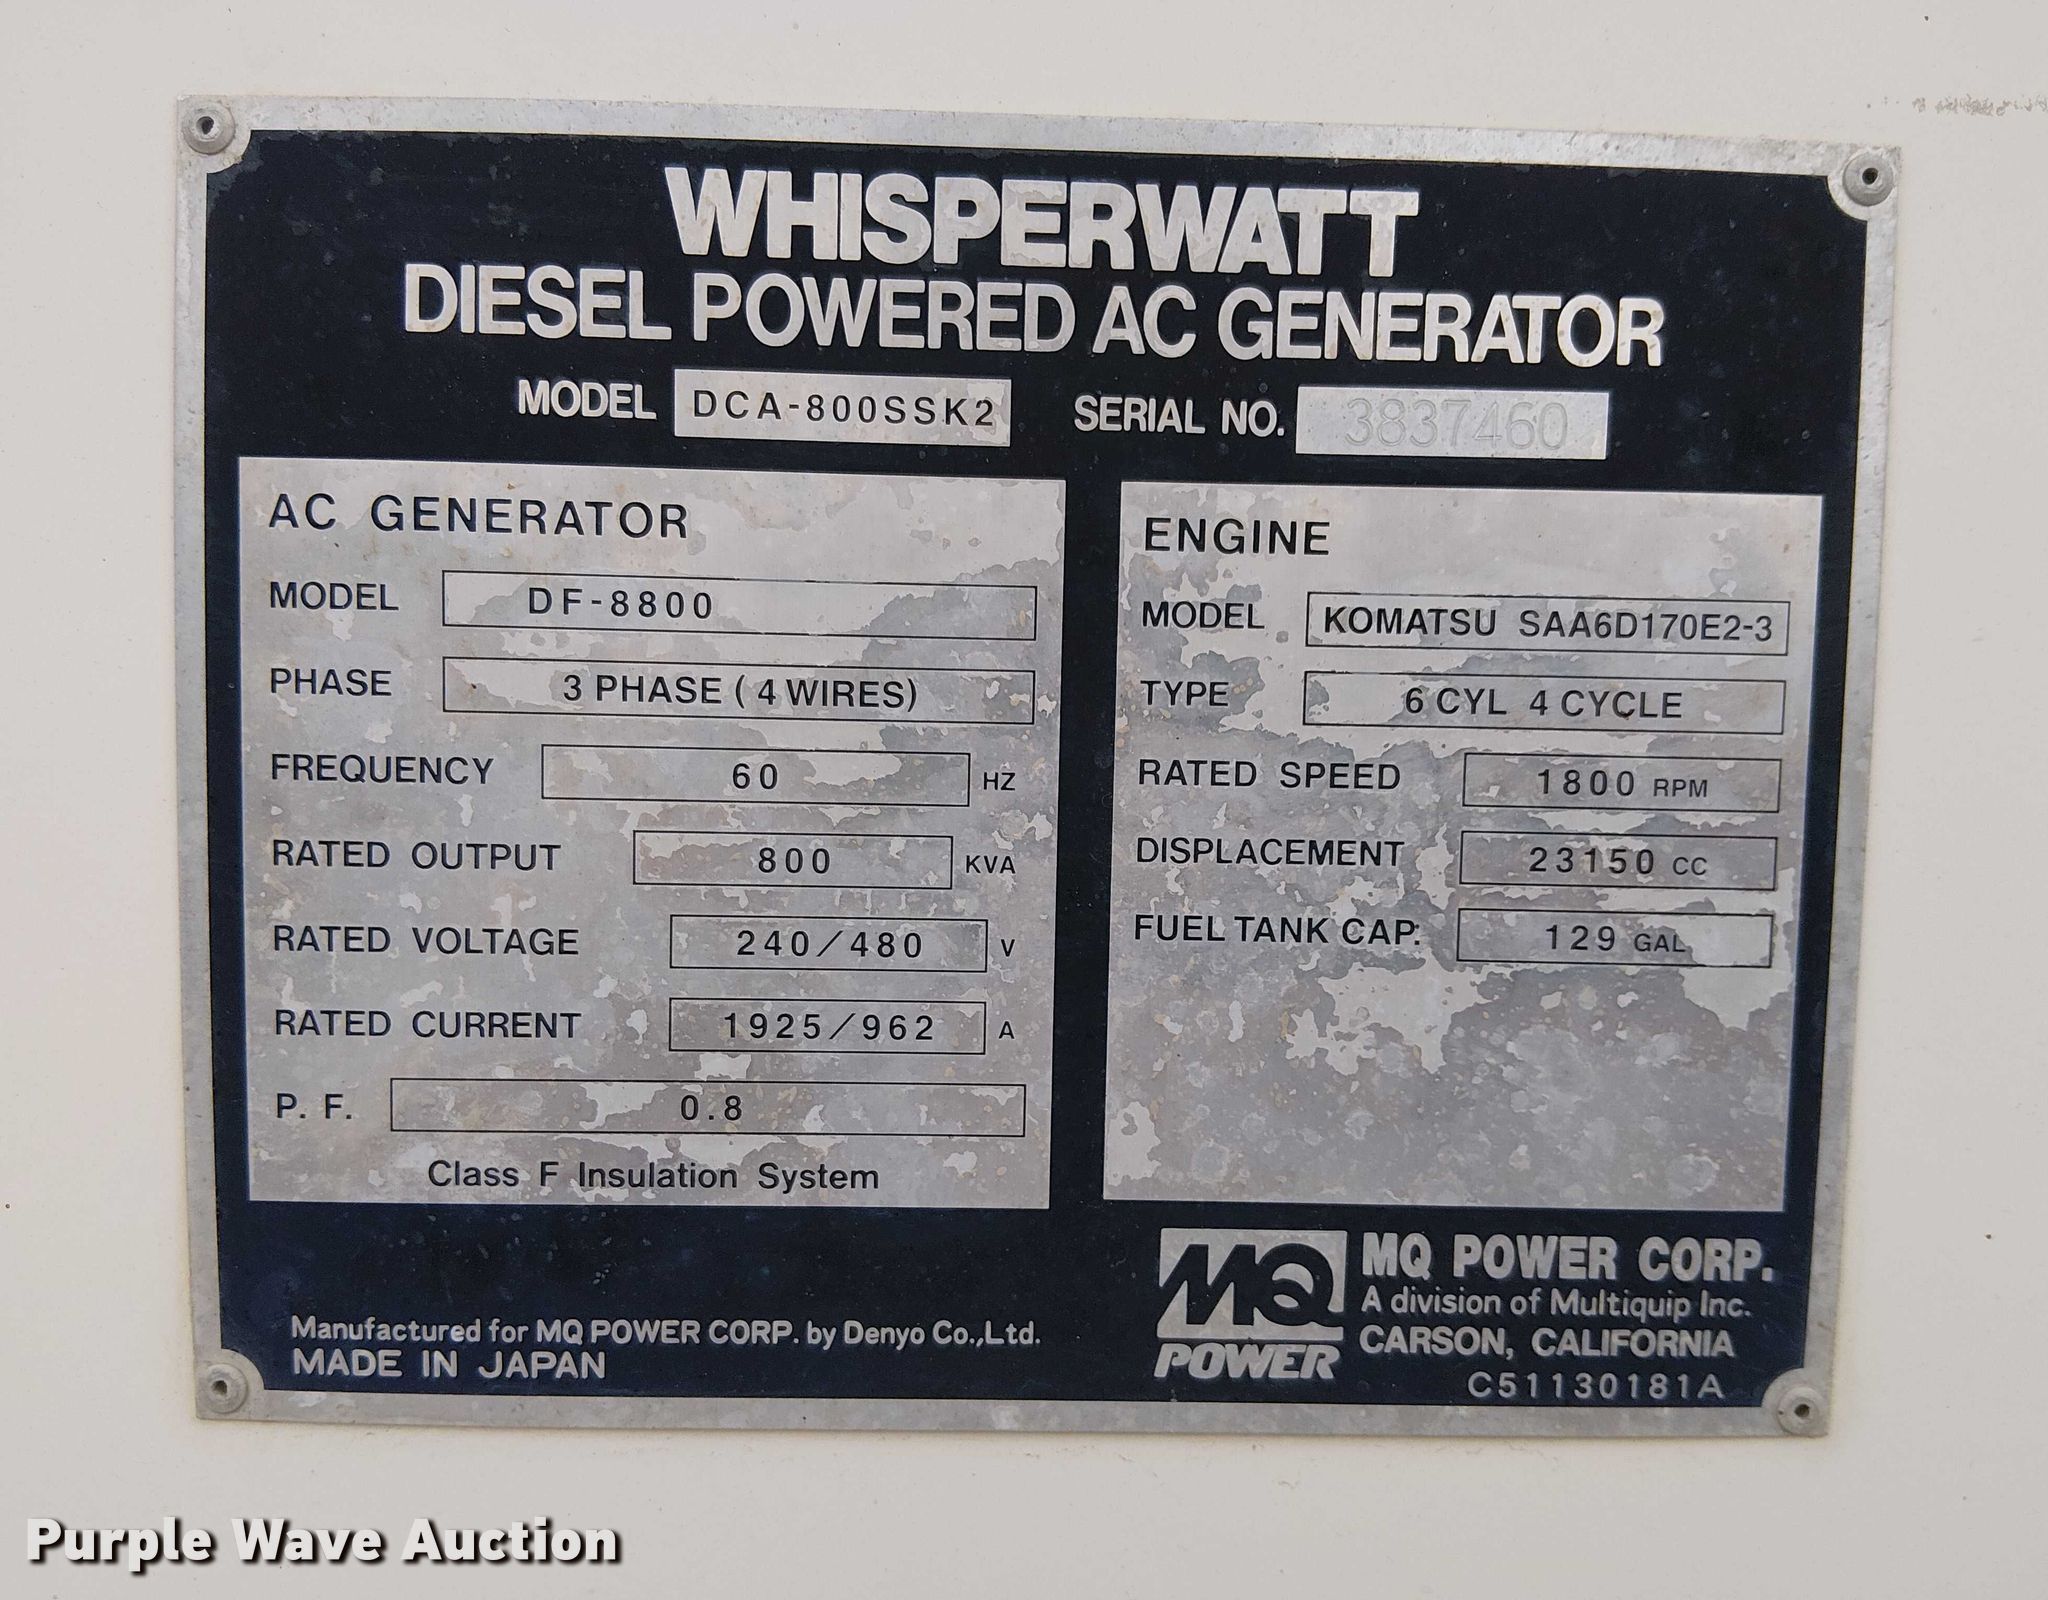 WHISPERWATT
DIESEL POWERED AC GENERATOR
MODEL DCA-800SSK2 SERIAL NO. 3837460
AC GENERATOR
MODEL DF-8800
PHASE 3 PHASE (4 WIRES)
FREQUENCY 60 HZ
RATED OUTPUT 800 KVA
RATED VOLTAGE 240/480 V
RATED CURRENT 1925/962 A
P. F. 0.8
Class F Insulation System
ENGINE
MODEL KOMATSU SAA6D170E2-3
TYPE 6 CYL 4 CYCLE
RATED SPEED 1800 RPM
DISPLACEMENT 23150 CC
FUEL TANK CAP. 129 GAL
Manufactured for MQ POWER CORP. by Denyo Co.,Ltd.
MADE IN JAPAN
MQ
POWER
MQ POWER CORP.
A division of Multiquip Inc.
CARSON, CALIFORNIA
C51130181A
Purple Wave Auction